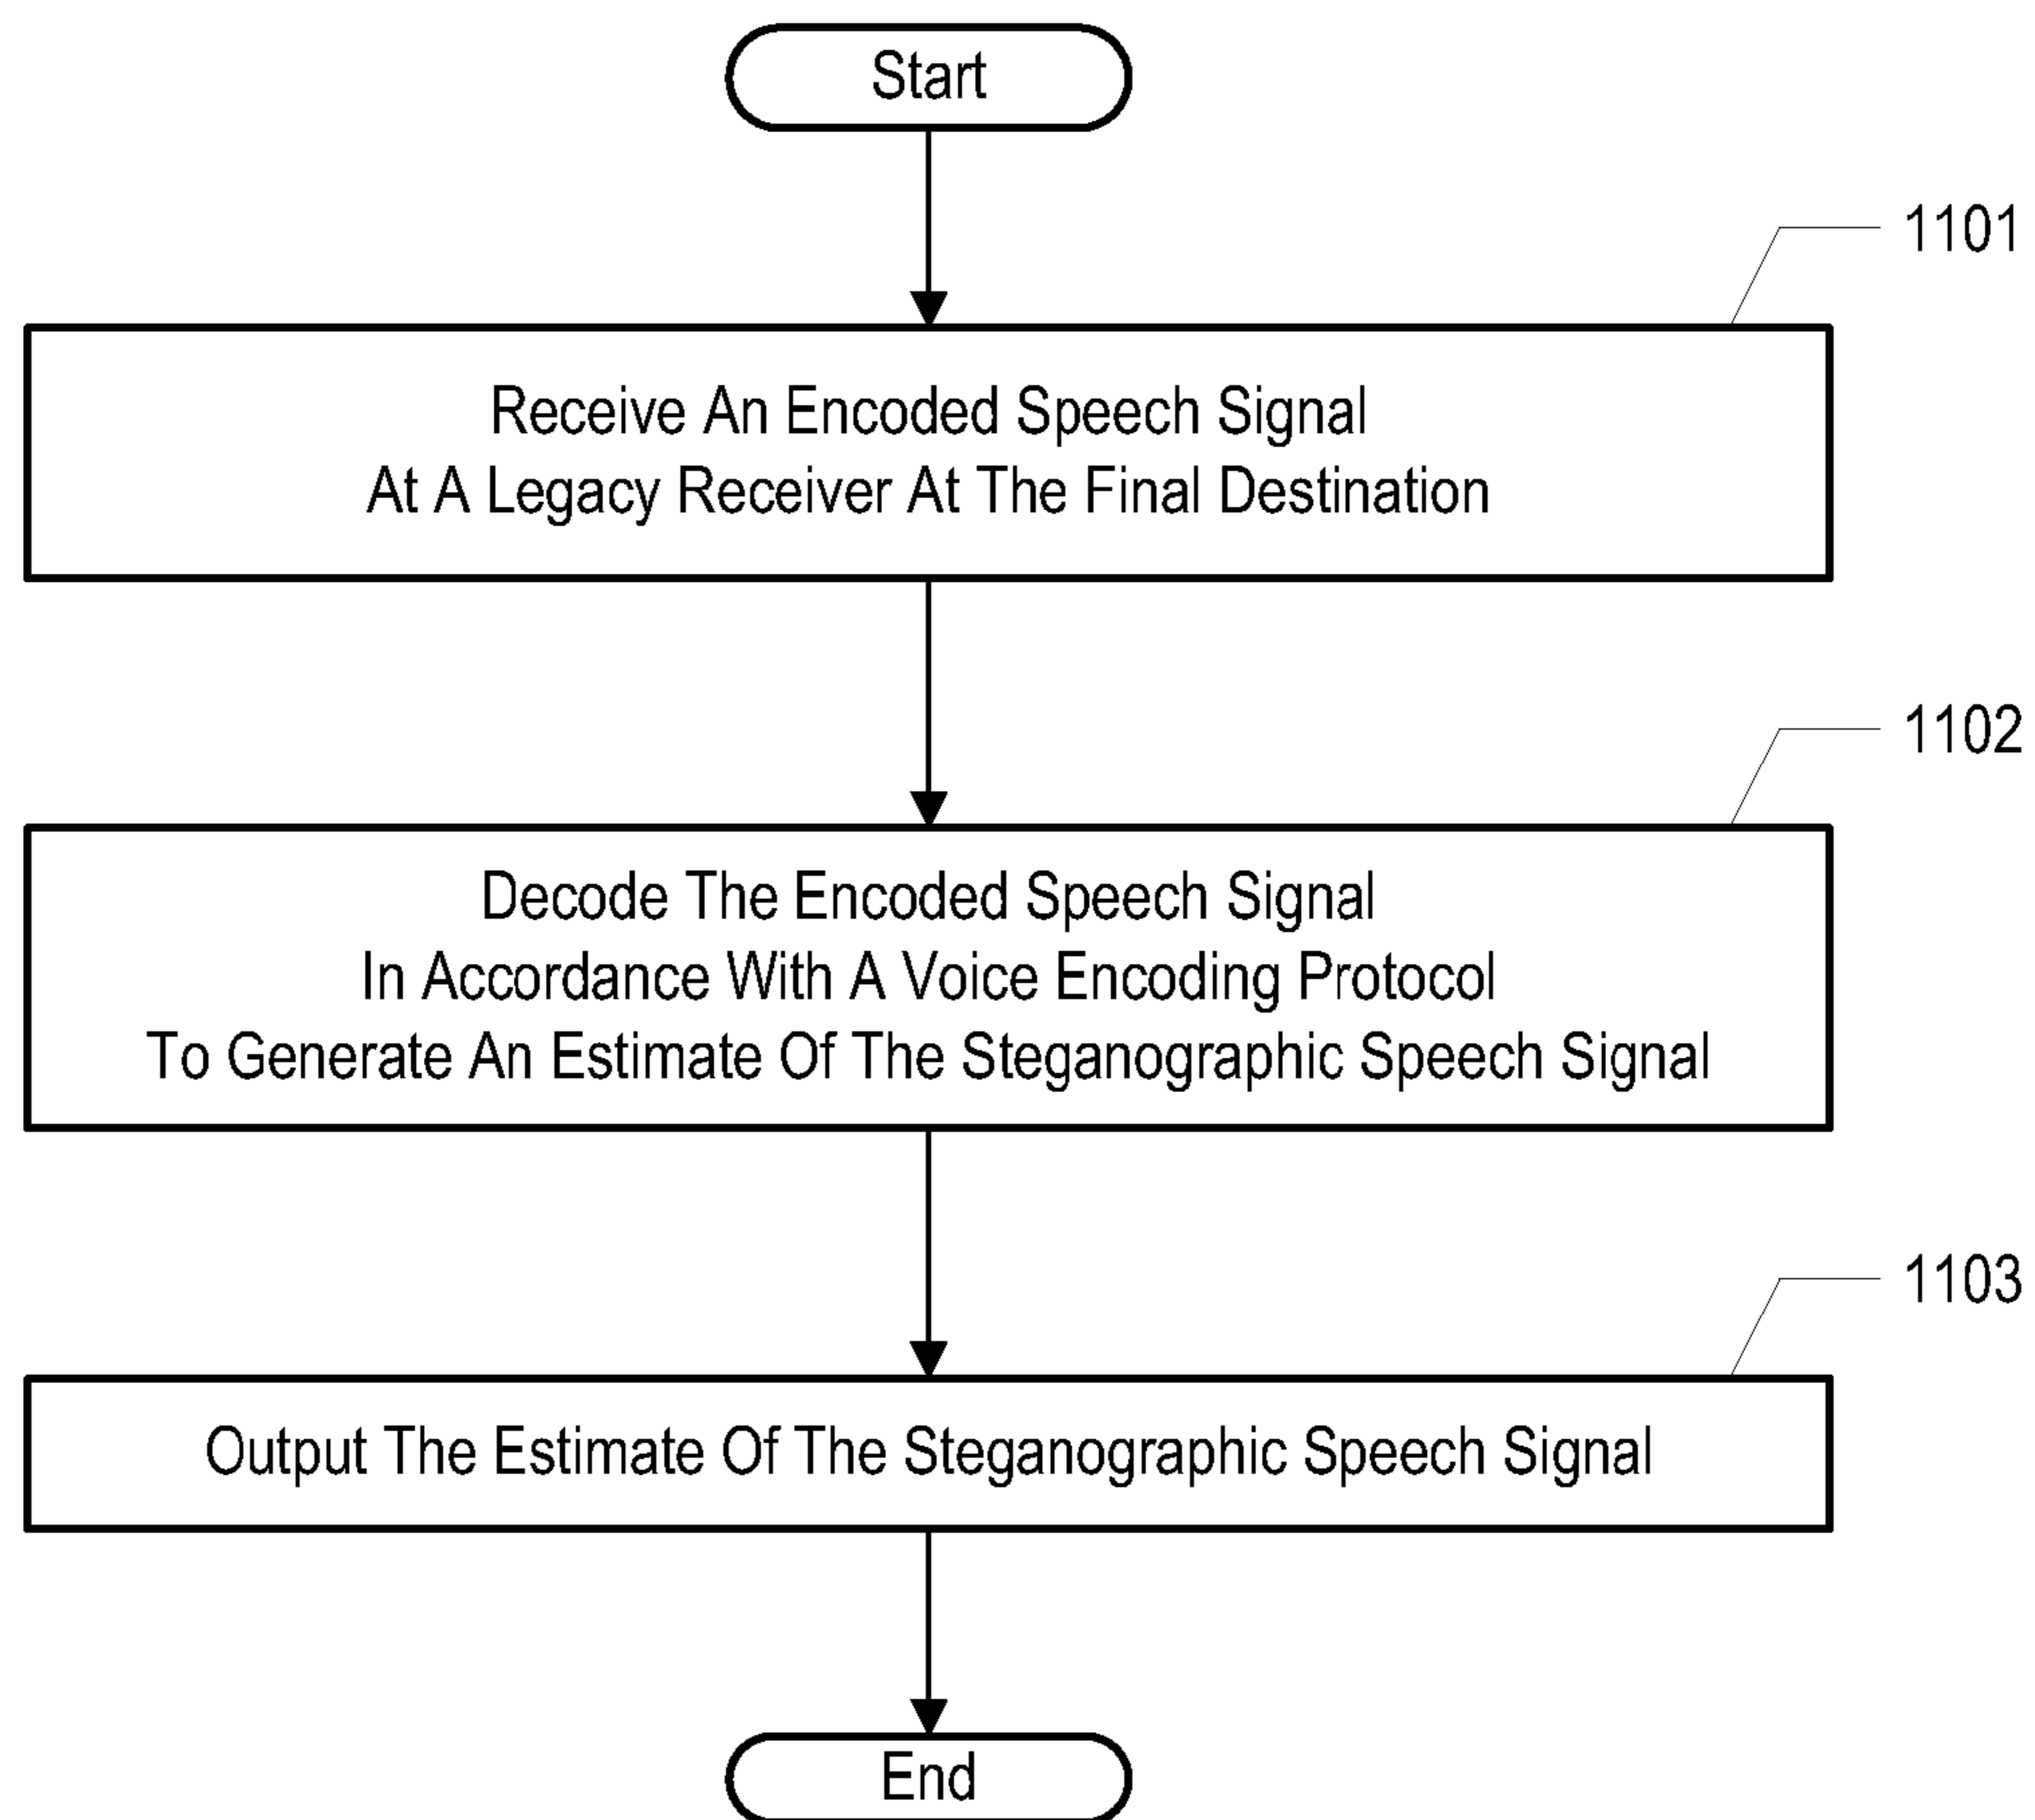 Start
1101
Receive An Encoded Speech Signal
At A Legacy Receiver At The Final Destination
1102
Decode The Encoded Speech Signal
In Accordance With A Voice Encoding Protocol
To Generate An Estimate Of The Steganographic Speech Signal
1103
Output The Estimate Of The Steganographic Speech Signal
End